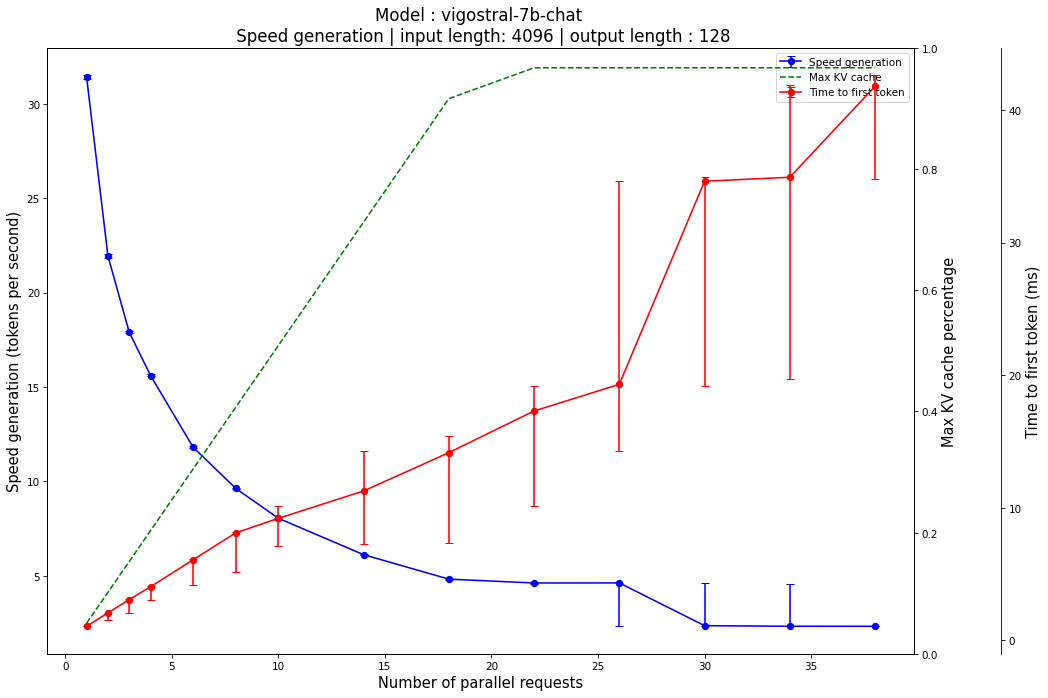 Model : vigostral-7b-chat
Speed generation | input length: 4096 | output length : 128
Speed generation
Max KV cache
Time to first token
Speed generation (tokens per second)
30
25
20
15
10
5
1.0
0.8
0.6
0.4
0.2
0.0
Max KV cache percentage
40
30
20
10
0
Time to first token (ms)
0 5 10 15 20 25 30 35
Number of parallel requests